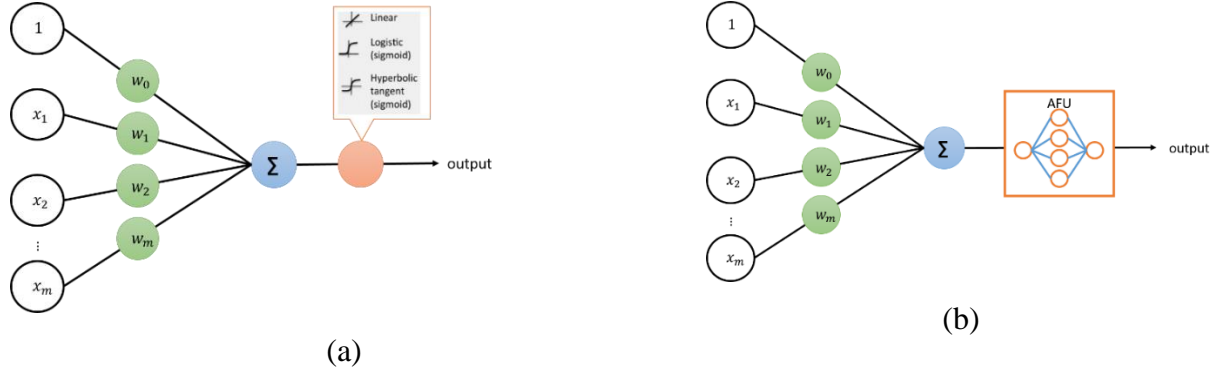 1
x₁
x₂
⋮
xₘ
w₀
w₁
w₂
wₘ
Σ
Linear
Logistic
(sigmoid)
Hyperbolic
tangent
(sigmoid)
output
(a)
1
x₁
x₂
⋮
xₘ
w₀
w₁
w₂
wₘ
Σ
AFU
output
(b)